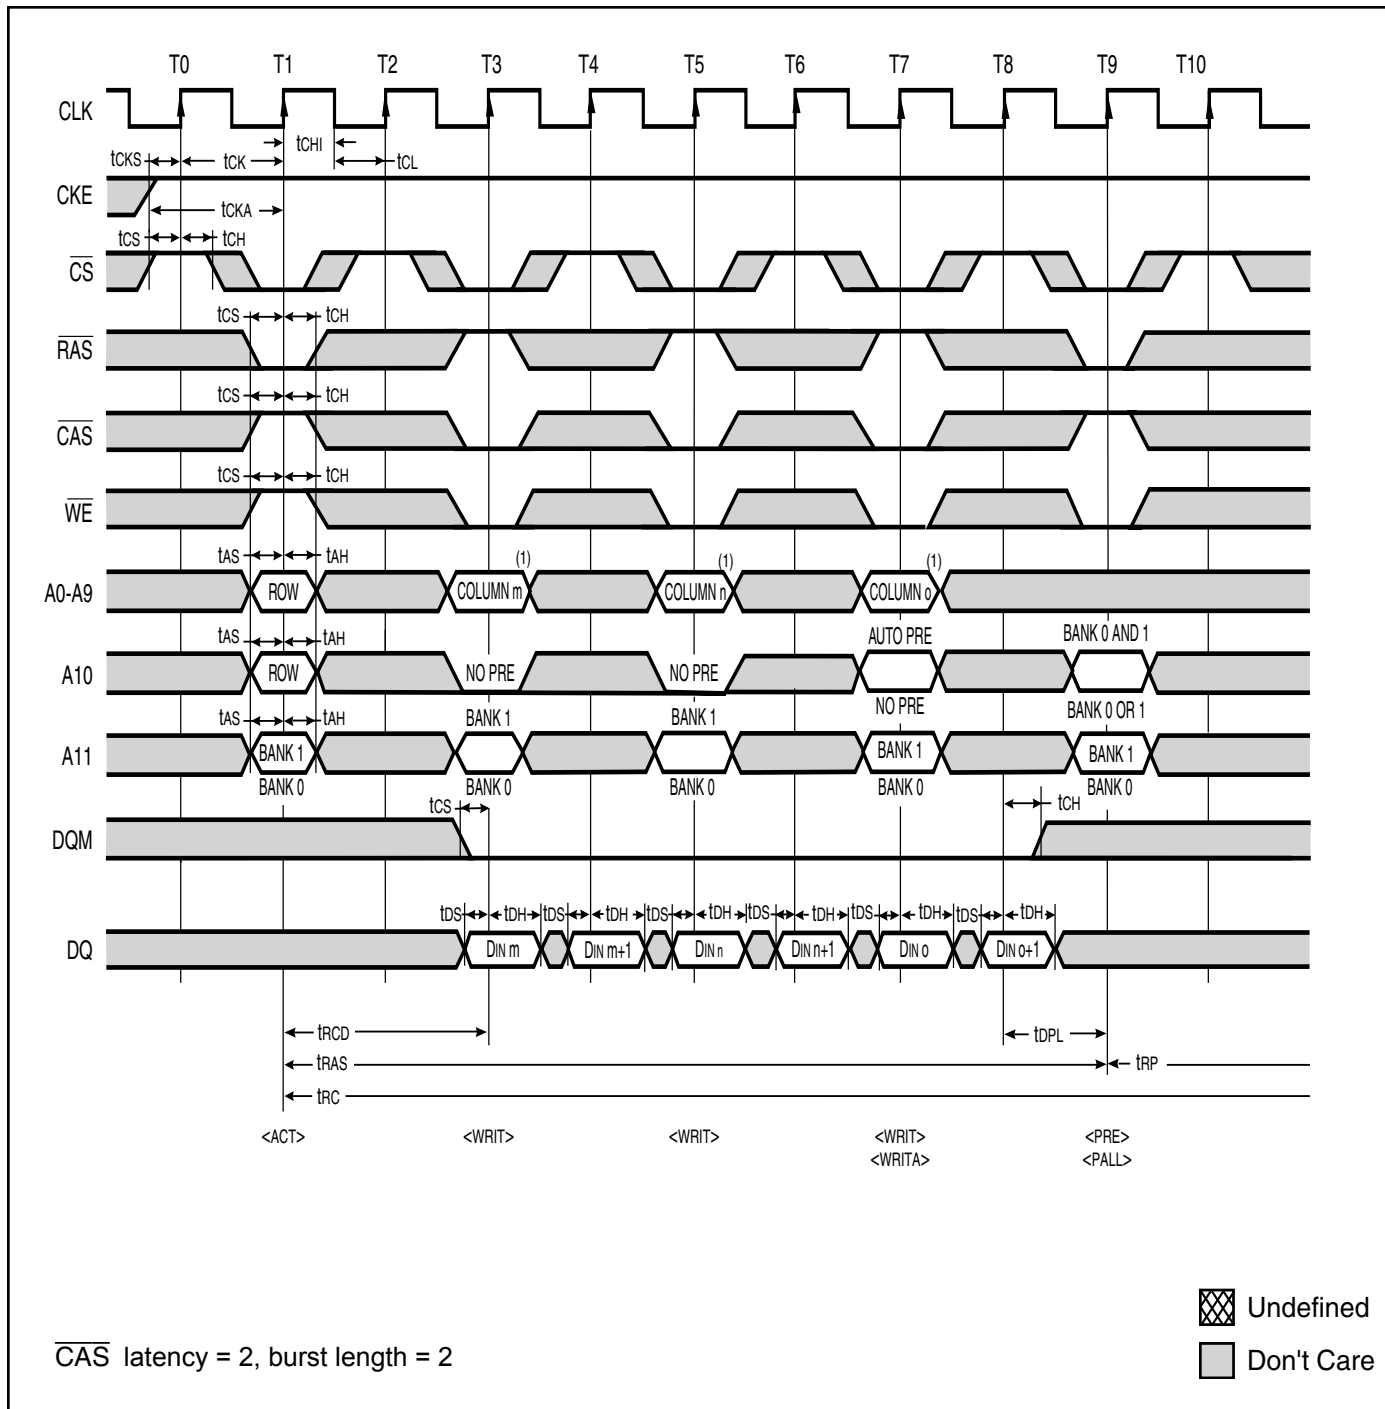 T0 T1 T2 T3 T4 T5 T6 T7 T8 T9 T10
CLK
tCHI
tCKS tCK tCL
CKE
tCKA
tCS tCH
CS
tCS tCH
RAS
tCS tCH
CAS
tCS tCH
WE
tAS tAH (1) (1) (1)
A0-A9 ROW COLUMN m COLUMN n COLUMN o
tAS tAH AUTO PRE BANK 0 AND 1
A10 ROW NO PRE NO PRE
NO PRE BANK 0 OR 1
tAS tAH BANK 1 BANK 1
A11 BANK 1 BANK 1 BANK 1
BANK 0 BANK 0 BANK 0 BANK 0 BANK 0
tCS tCH
DQM
tDS tDH tDS tDH tDS tDH tDS tDH tDS tDH tDS tDH
DQ DIN m DIN m+1 DIN n DIN n+1 DIN o DIN o+1
tRCD tDPL
tRAS tRP
tRC
<ACT> <WRIT> <WRIT> <WRIT> <PRE>
<WRITA> <PALL>
Undefined
CAS latency = 2, burst length = 2
Don't Care